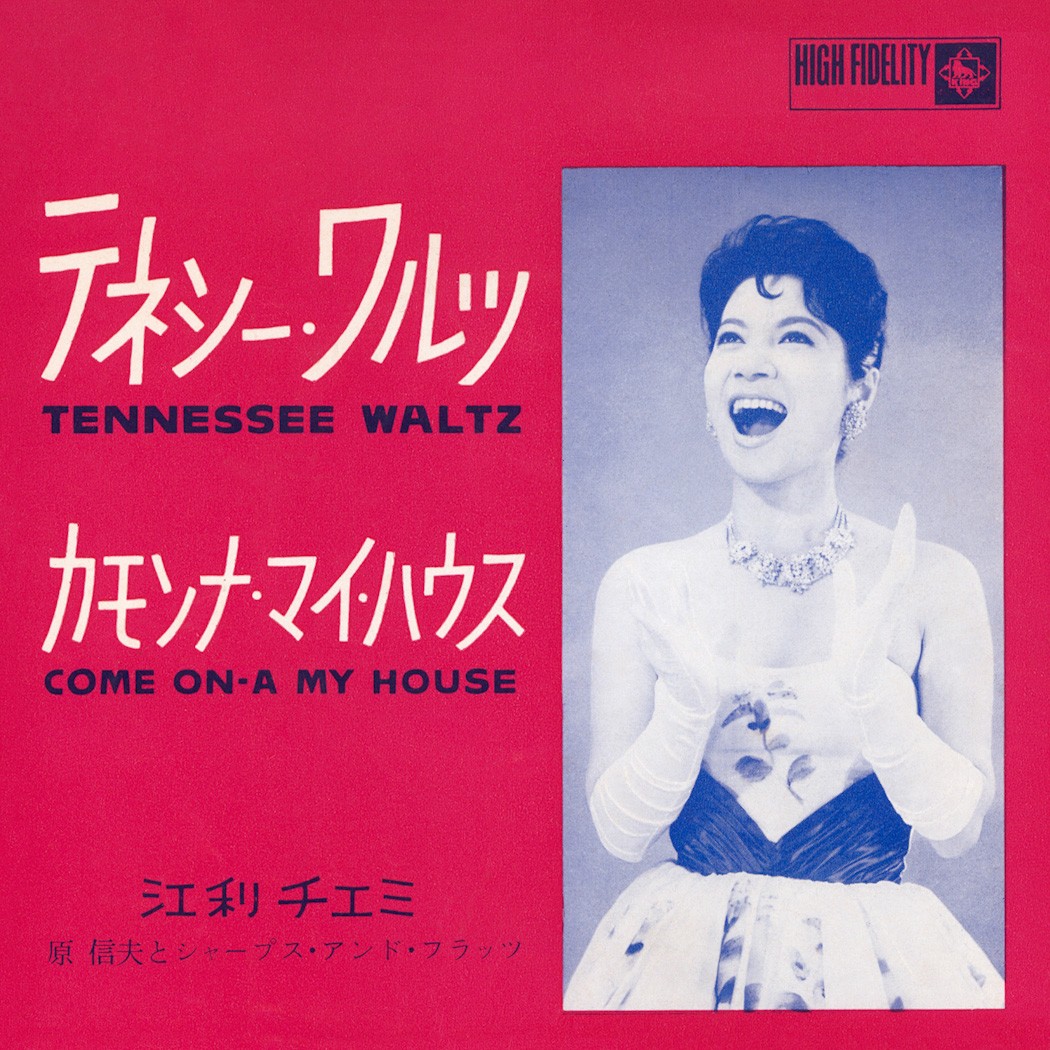 HIGH FIDELITY
テネシー・ワルツ
TENNESSEE WALTZ
カモンナ・マイ・ハウス
COME ON-A MY HOUSE
江利チエミ
原 信夫とシャープス・アンド・フラッツ